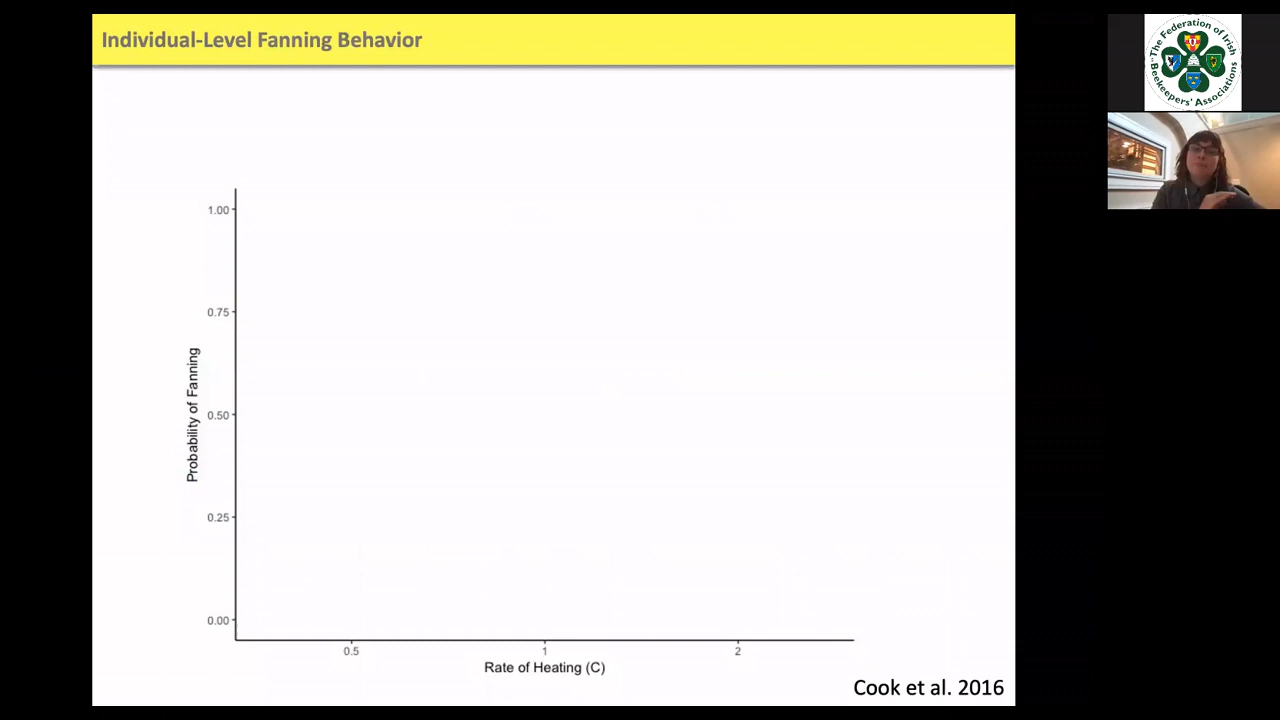 Individual-Level Fanning Behavior
The Federation of Irish
Beekeepers' Associations
1.00
0.75
0.50
0.25
0.00
Probability of Fanning
0.5
1
2
Rate of Heating (C)
Cook et al. 2016